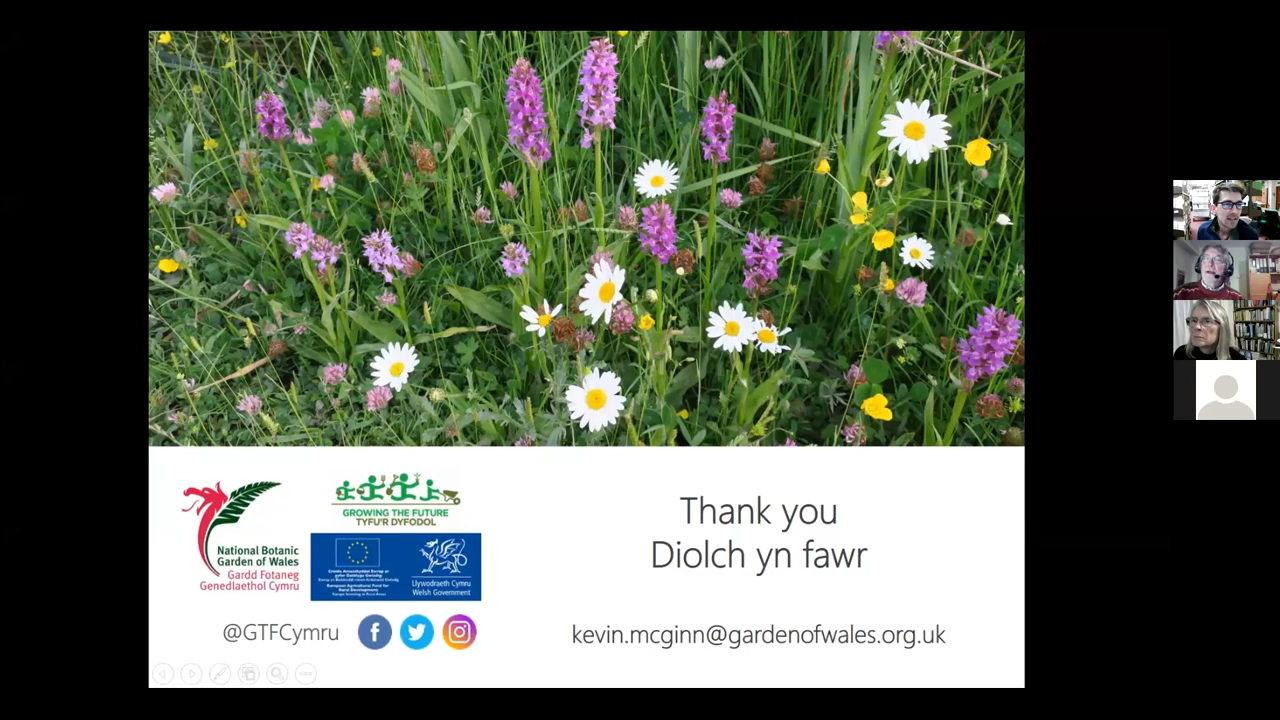 National Botanic
Garden of Wales
Gardd Fotaneg
Genedlaethol Cymru
GROWING THE FUTURE
TYFU'R DYFODOL
Llywodraeth Cymru
Welsh Government
@GTFCymru
Thank you
Diolch yn fawr
kevin.mcginn@gardenofwales.org.uk